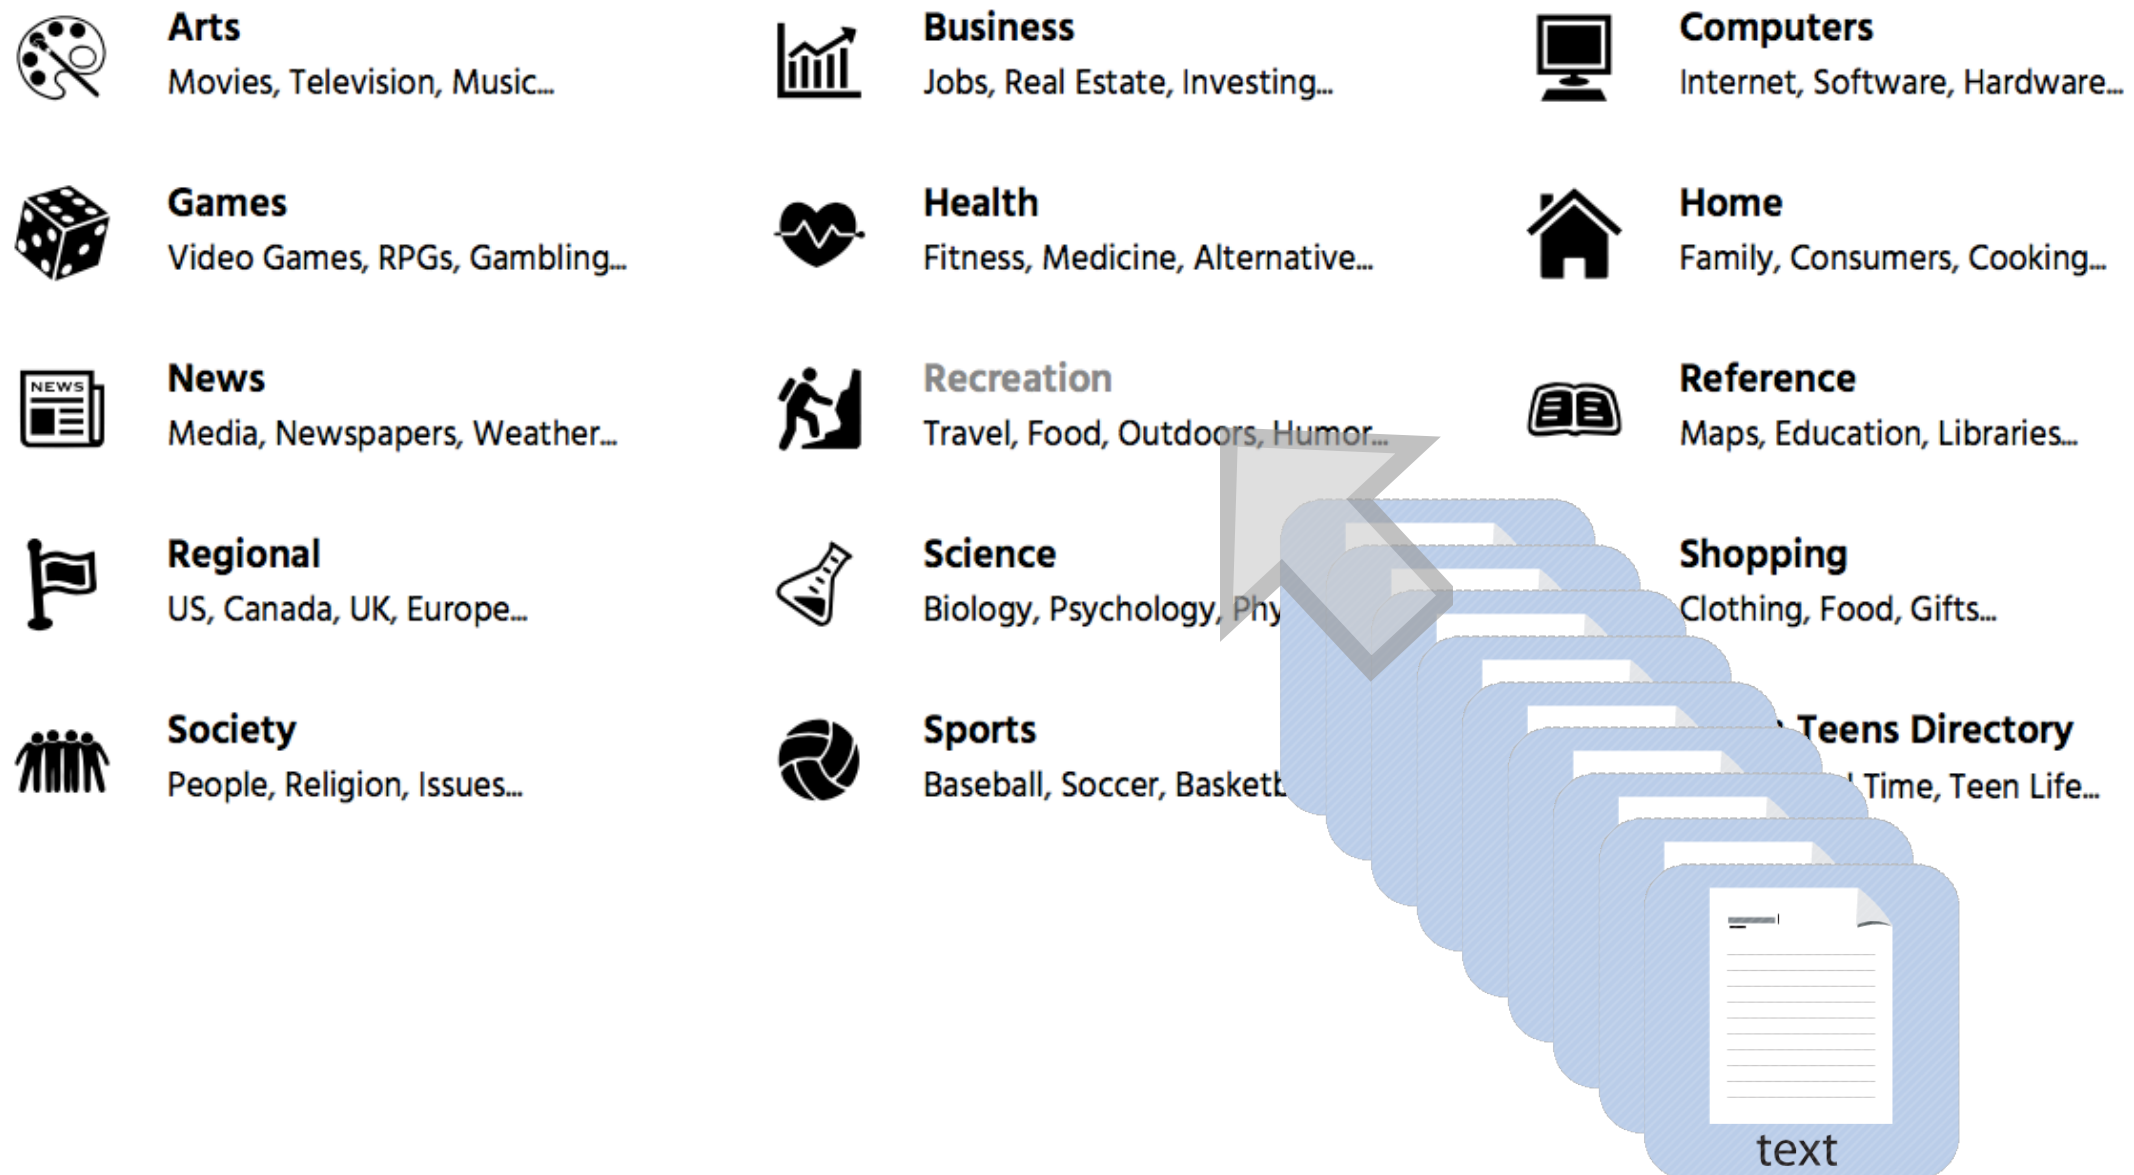 Arts
Movies, Television, Music...
Business
Jobs, Real Estate, Investing...
Computers
Internet, Software, Hardware...
Games
Video Games, RPGs, Gambling...
Health
Fitness, Medicine, Alternative...
Home
Family, Consumers, Cooking...
NEWS
News
Media, Newspapers, Weather...
Recreation
Travel, Food, Outdoors, Humor...
Reference
Maps, Education, Libraries...
Regional
US, Canada, UK, Europe...
Science
Biology, Psychology,
Shopping
Clothing, Food, Gifts...
Society
People, Religion, Issues...
Sports
Baseball, Soccer,
Teens Directory
Time, Teen Life...
text